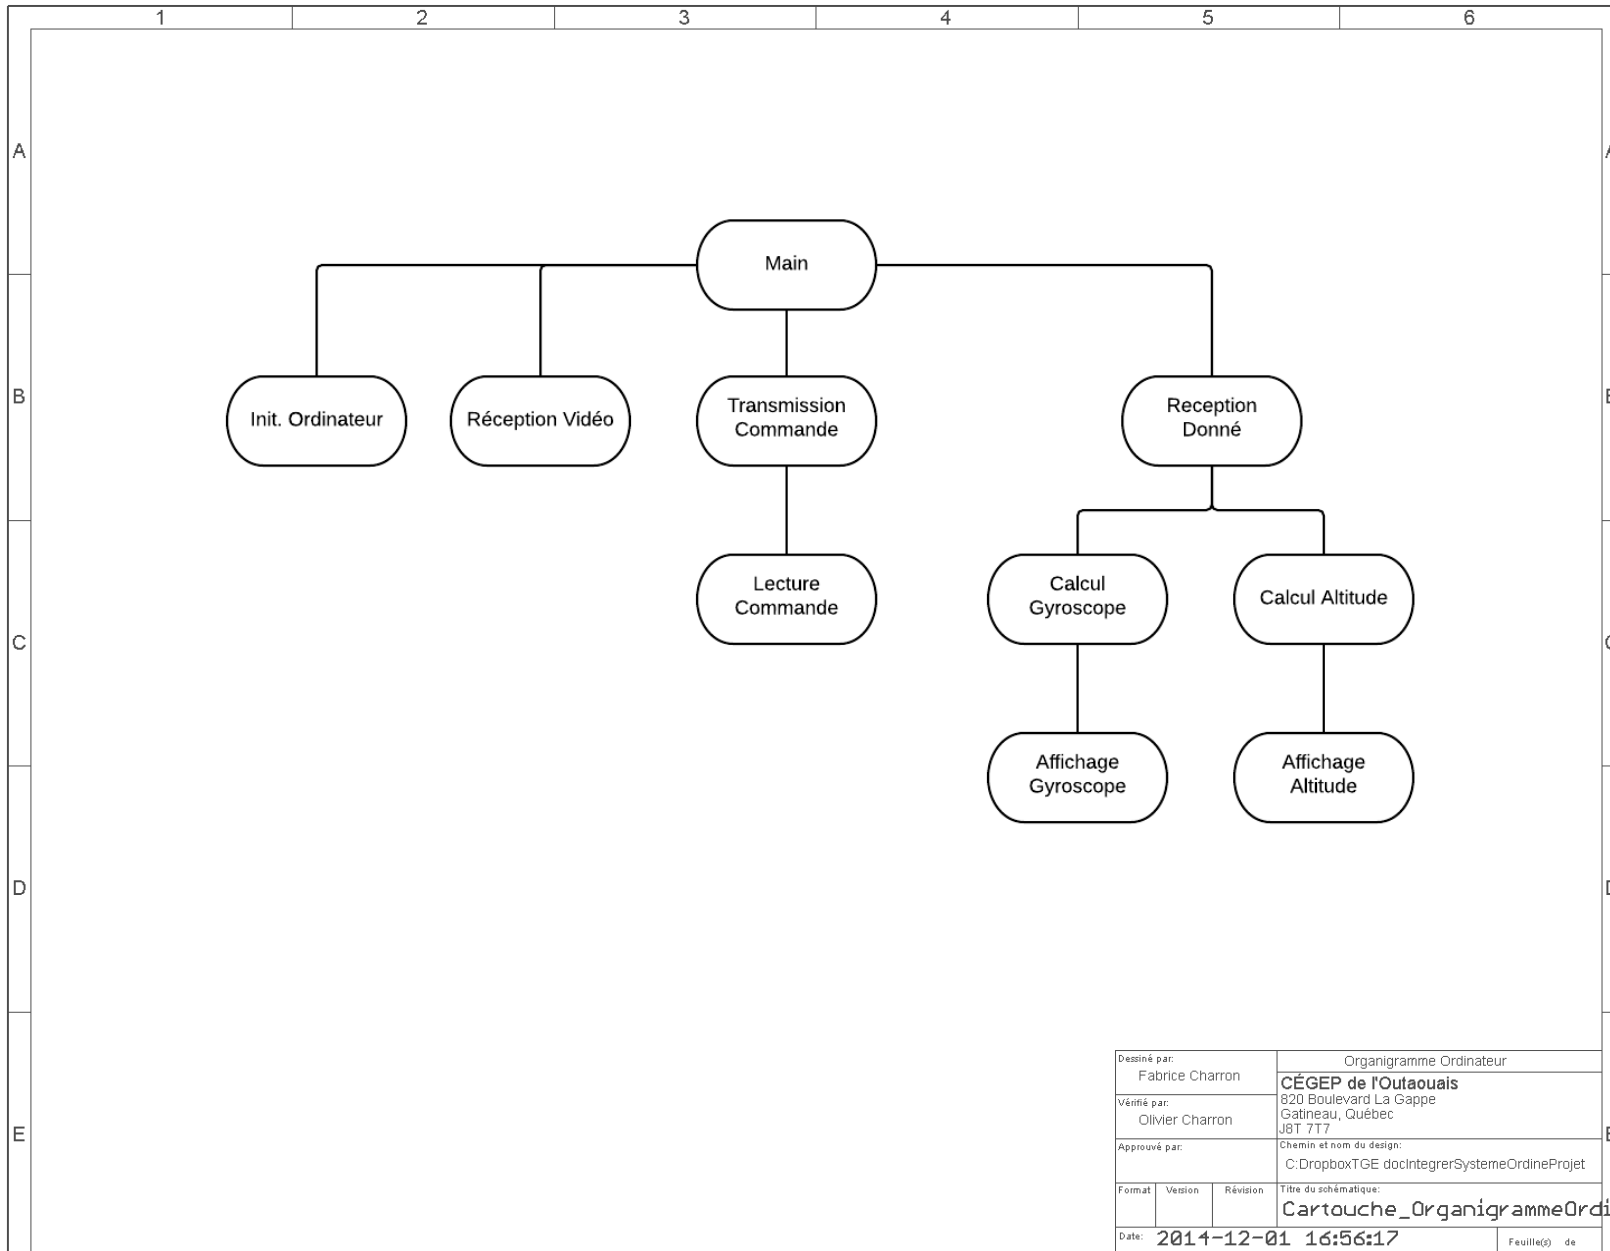 1 2 3 4 5 6
A A
Main
B B
Init. Ordinateur
Réception Vidéo
Transmission
Commande
Reception
Donné
C C
Lecture
Commande
Calcul
Gyroscope
Calcul Altitude
Affichage
Gyroscope
Affichage
Altitude
D D
E E
Dessiné par:
Fabrice Charron
Organigramme Ordinateur
CÉGEP de l'Outaouais
820 Boulevard La Gappe
Gatineau, Québec
J8T 7T7
Vérifié par:
Olivier Charron
Approuvé par:
Chemin et nom du design:
C:DropboxTGE docIntegrerSystemeOrdineProjet
Format Version Révision
Titre du schématique:
Cartouche_OrganigrammeOrdi
Date: 2014-12-01 16:56:17
Feuille(s) de